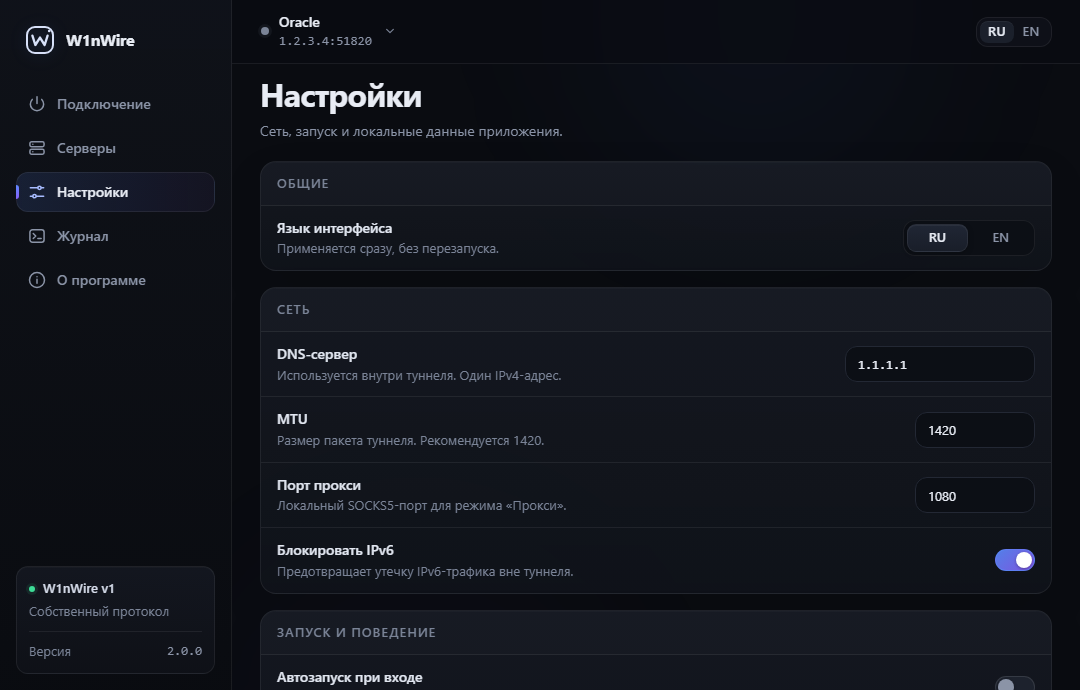 W1nWire
Подключение
Серверы
Настройки
Журнал
О программе
W1nWire v1
Собственный протокол
Версия 2.0.0
Oracle
1.2.3.4:51820
RU EN
Настройки
Сеть, запуск и локальные данные приложения.
ОБЩИЕ
Язык интерфейса
Применяется сразу, без перезапуска.
RU EN
СЕТЬ
DNS-сервер
Используется внутри туннеля. Один IPv4-адрес.
1.1.1.1
MTU
Размер пакета туннеля. Рекомендуется 1420.
1420
Порт прокси
Локальный SOCKS5-порт для режима «Прокси».
1080
Блокировать IPv6
Предотвращает утечку IPv6-трафика вне туннеля.
ЗАПУСК И ПОВЕДЕНИЕ
Автозапуск при входе